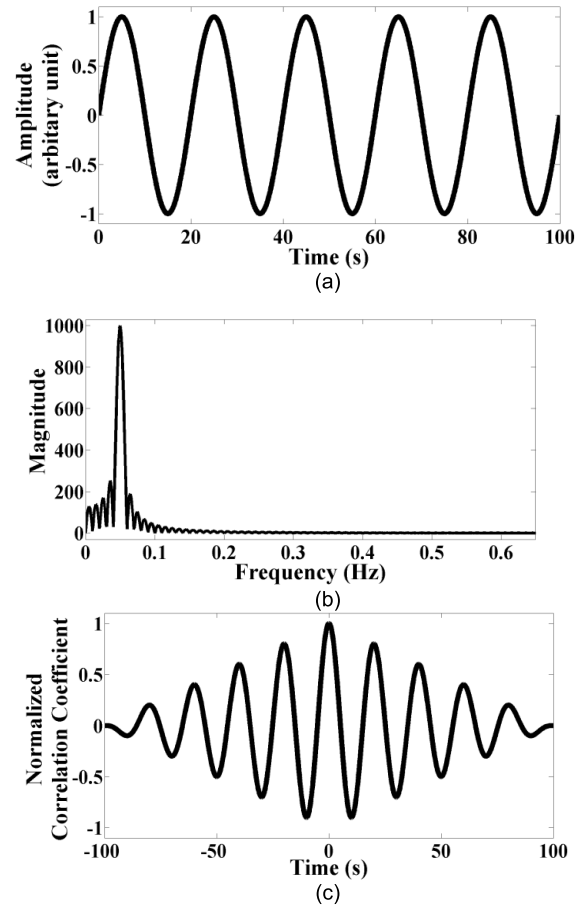 Amplitude
(arbitary unit)
1
0.5
0
-0.5
-1
0 20 40 60 80 100
Time (s)
(a)
Magnitude
1000
800
600
400
200
0
0 0.1 0.2 0.3 0.4 0.5 0.6
Frequency (Hz)
(b)
Normalized
Correlation Coefficient
1
0.5
0
-0.5
-1
-100 -50 0 50 100
Time (s)
(c)